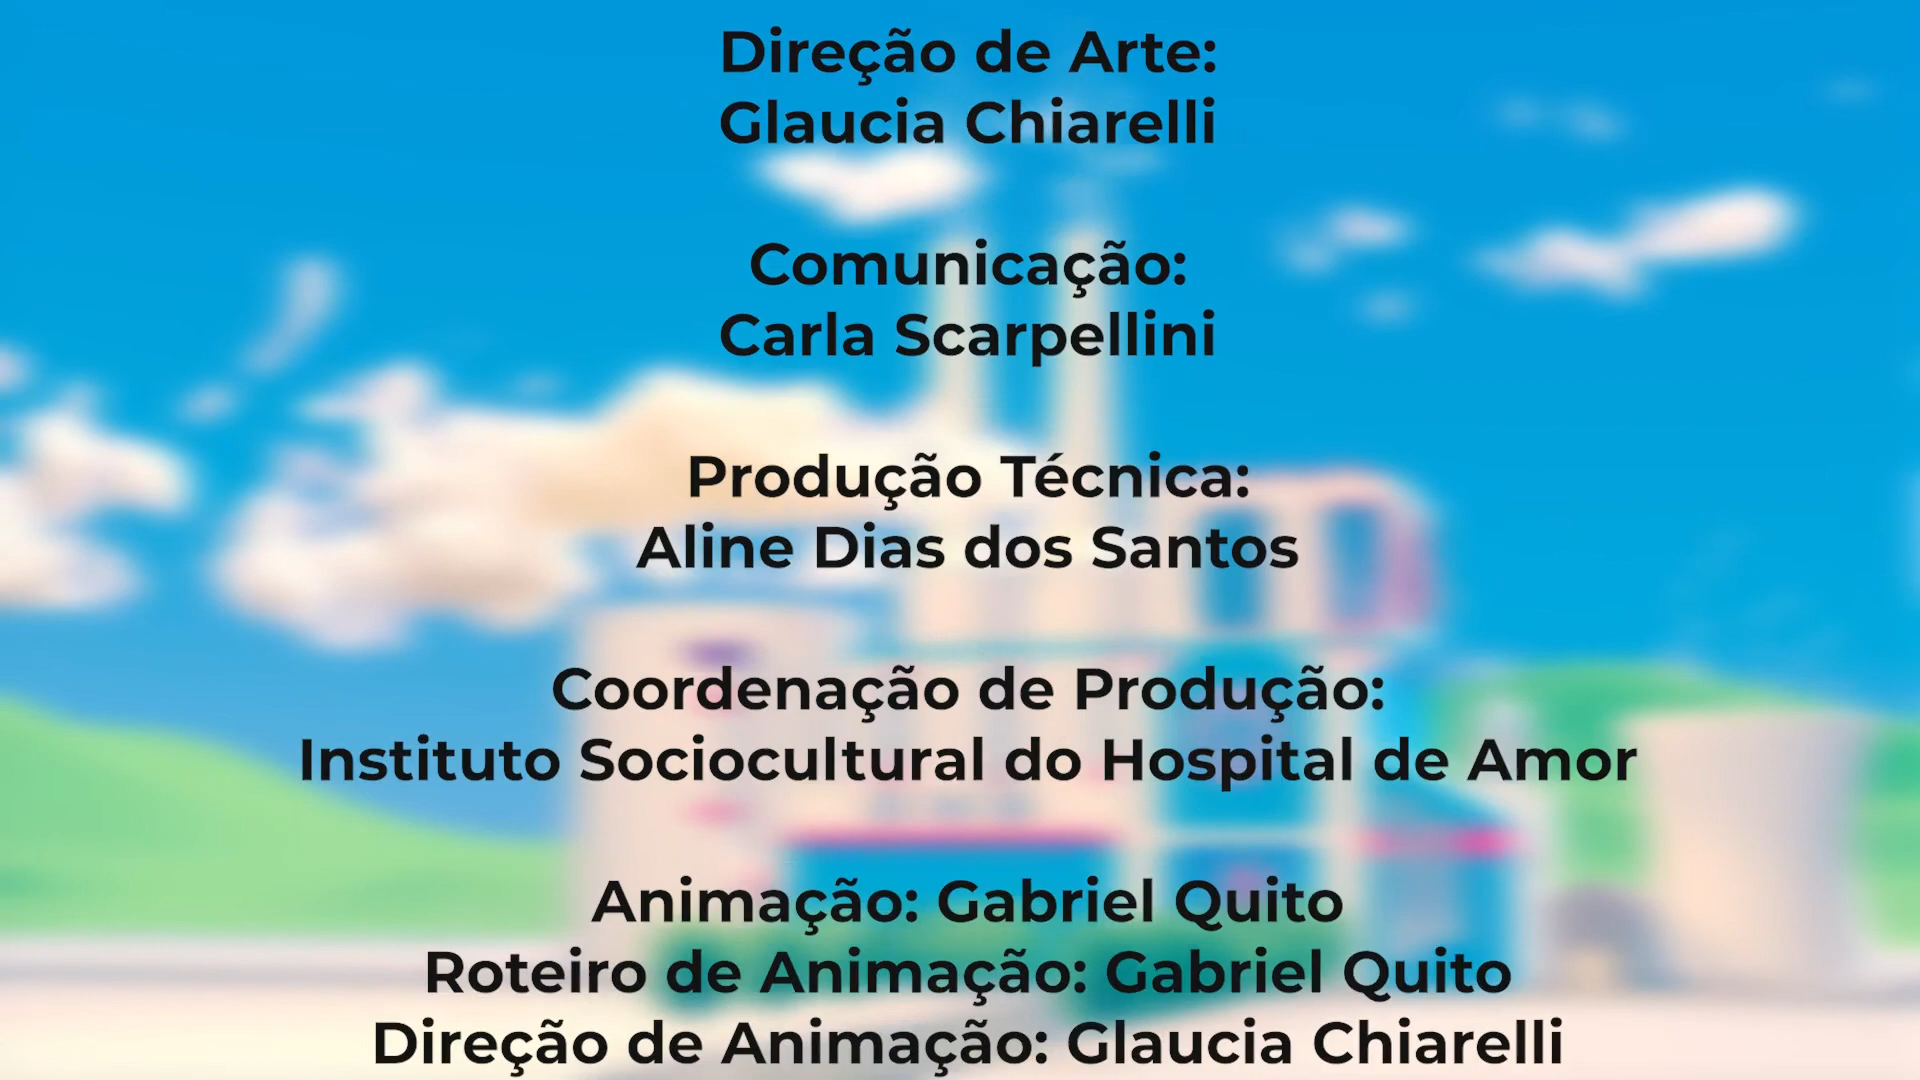 Direção de Arte:
Glaucia Chiarelli
Comunicação:
Carla Scarpellini
Produção Técnica:
Aline Dias dos Santos
Coordenação de Produção:
Instituto Sociocultural do Hospital de Amor
Animação: Gabriel Quito
Roteiro de Animação: Gabriel Quito
Direção de Animação: Glaucia Chiarelli